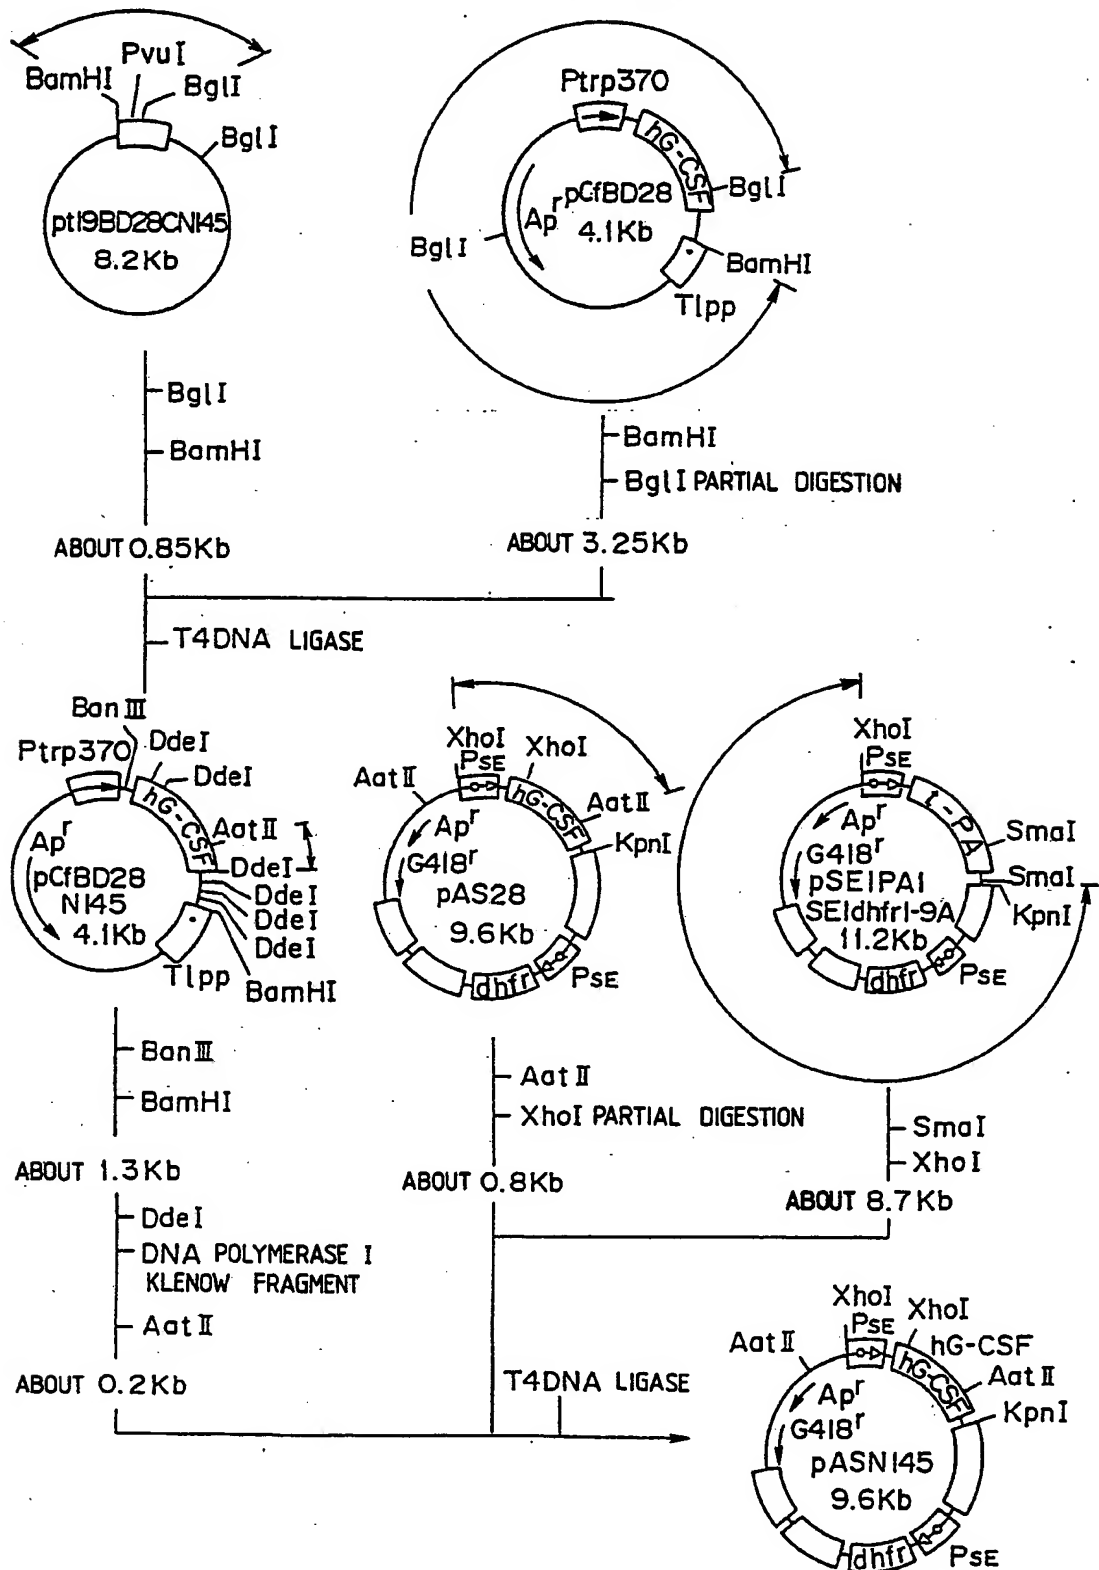 PvuI
BamHI
BglI
BglI
pt19BD28CN145
8.2Kb
Ptrp370
hG-CSF
BglI
Apr
pCfBD28
4.1Kb
BglI
BamHI
Tlpp
BglI
BamHI
ABOUT 0.85Kb
BamHI
BglI PARTIAL DIGESTION
ABOUT 3.25Kb
T4DNA LIGASE
BanIII
Ptrp370
DdeI
DdeI
hG-CSF
AatII
DdeI
DdeI
DdeI
DdeI
Apr
pCfBD28
N145
4.1Kb
Tlpp
BamHI
XhoI
PSE
XhoI
AatII
hG-CSF
AatII
KpnI
Apr
G418r
pAS28
9.6Kb
dhfr
PSE
XhoI
PSE
t-PA
SmaI
SmaI
KpnI
Apr
G418r
pSE1PA1
SE1dhfr1-9A
11.2Kb
dhfr
PSE
BanIII
BamHI
ABOUT 1.3Kb
DdeI
DNA POLYMERASE I
KLENOW FRAGMENT
AatII
ABOUT 0.2Kb
AatII
XhoI PARTIAL DIGESTION
ABOUT 0.8Kb
SmaI
XhoI
ABOUT 8.7Kb
T4DNA LIGASE
XhoI
PSE
XhoI
hG-CSF
AatII
hG-CSF
AatII
KpnI
Apr
G418r
pASN145
9.6Kb
dhfr
PSE